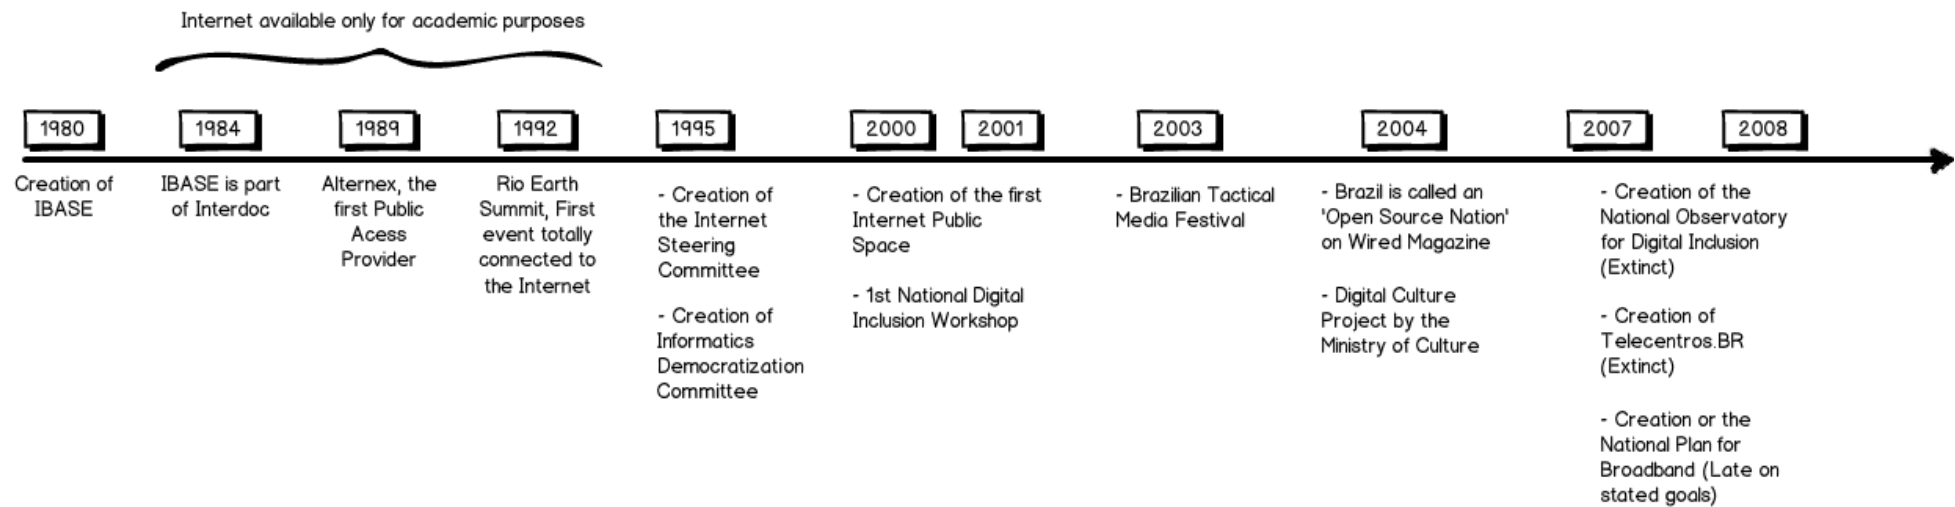 Internet available only for academic purposes
1980
1984
1989
1992
1995
2000
2001
2003
2004
2007
2008
Creation of
IBASE
IBASE is part
of Interdoc
Alternex, the
first Public
Acess
Provider
Rio Earth
Summit, First
event totally
connected to
the Internet
- Creation of
the Internet
Steering
Committee
- Creation of
Informatics
Democratization
Committee
- Creation of the first
Internet Public
Space
- 1st National Digital
Inclusion Workshop
- Brazilian Tactical
Media Festival
- Brazil is called an
'Open Source Nation'
on Wired Magazine
- Digital Culture
Project by the
Ministry of Culture
- Creation of the
National Observatory
for Digital Inclusion
(Extinct)
- Creation of
Telecentros.BR
(Extinct)
- Creation or the
National Plan for
Broadband (Late on
stated goals)